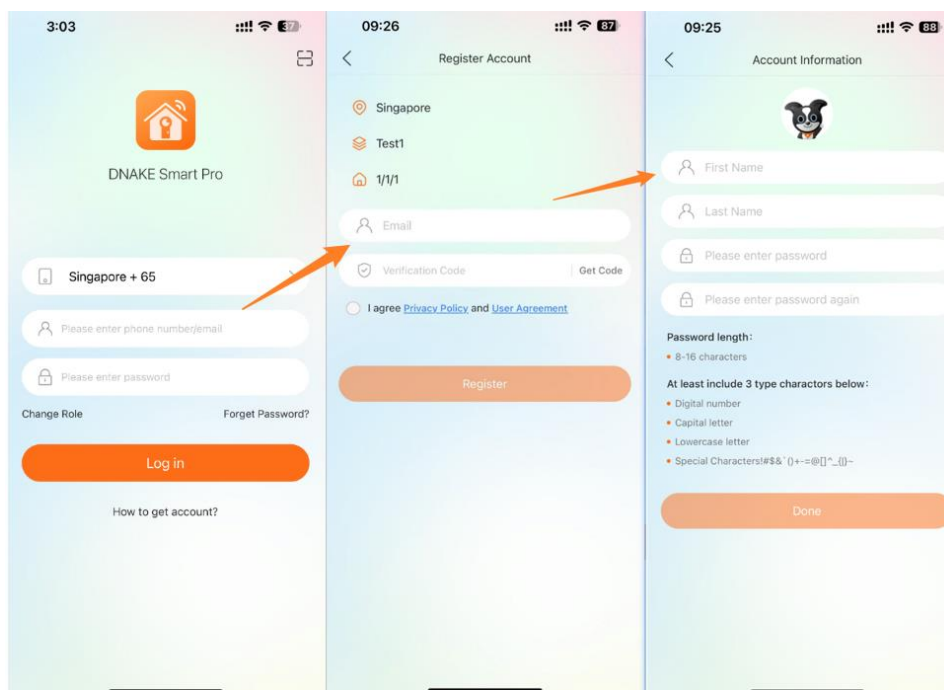 3:03
37
DNAKE Smart Pro
Singapore + 65
Please enter phone number/email
Please enter password
Change Role
Forget Password?
Log in
How to get account?
09:26
87
Register Account
Singapore
Test1
1/1/1
Email
Verification Code
Get Code
I agree Privacy Policy and User Agreement
Register
09:25
88
Account Information
First Name
Last Name
Please enter password
Please enter password again
Password length:
• 8-16 characters
At least include 3 type charactors below:
• Digital number
• Capital letter
• Lowercase letter
• Special Characters!#$&`()+-=@[]^_{|}~
Done